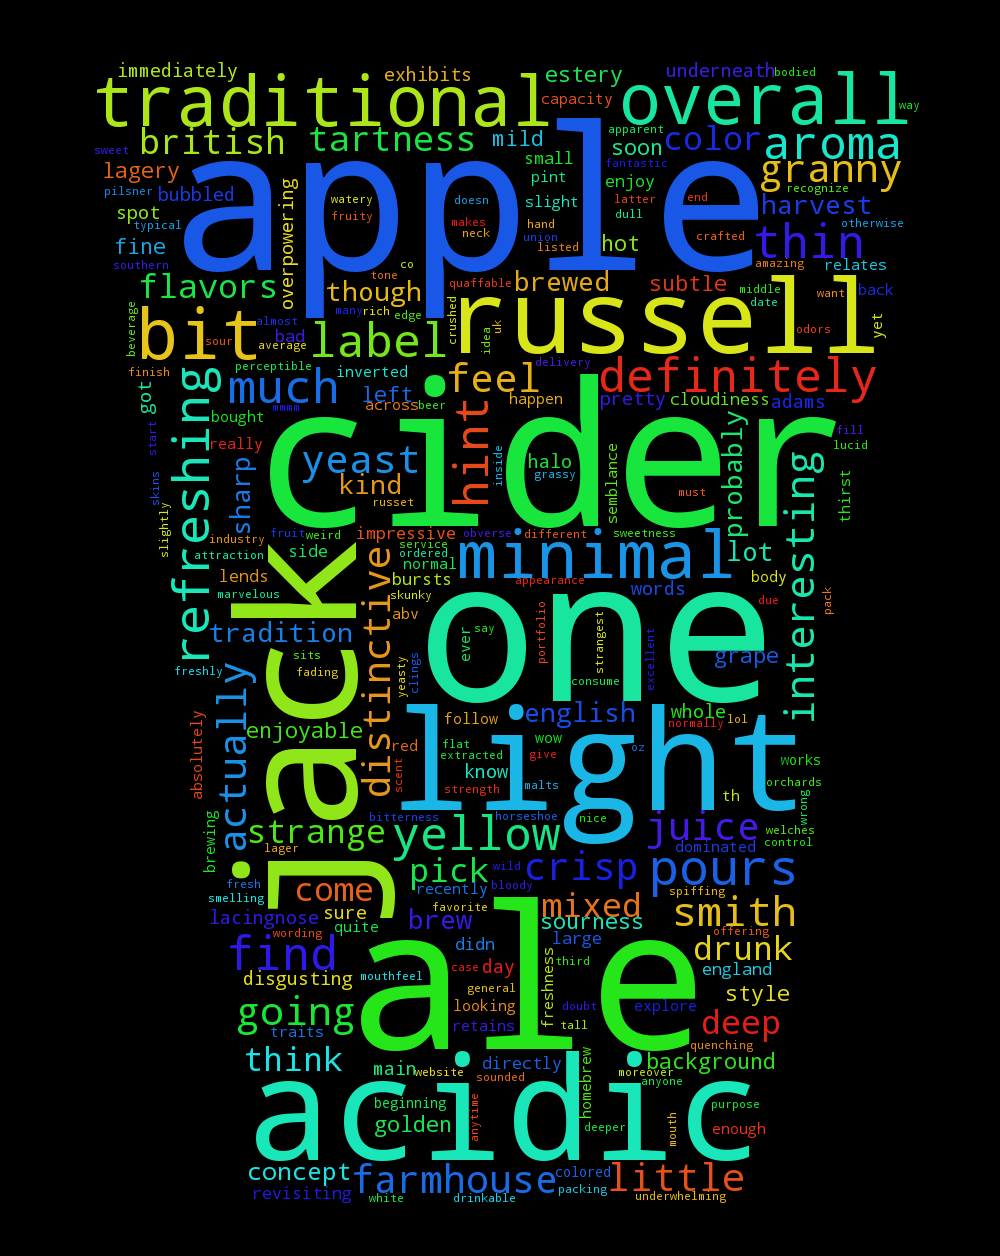 immediately exhibits estery underneath bodied
traditional capacity overall way
british tartness mild apparent soon color aroma
sweet lagery apple small fantastic granny
pilsner bubbled overpowering watery doesn pint enjoy recognize
spot fruity makes slight latter end harvest
typical neck hand dull crafted otherwise
fine union listed hot thin
southern co tone quaffable amazing relates
flavors though brewed subtle middle want back
beverage many rich edge crushed russell date
bit almost label idea uk odors yet
sour bad average
finish perceptible inverted delivery
got much left feel definitely
refreshing mmmm across beer happen pretty cloudiness adams
bought hint cider probably fill
start really yeast halo lucid
skins sharp kind inside grassy semblance interesting thirst
slightly russet must
industry fruit weird impressive service obverse different sweetness
attraction side ordered minimal lot
jack distinctive normal
lends bursts appearance body
marvelous skunky words due pack
tradition abv one portfolio strangest
sits ever say grape
freshly fading yeasty clings consume excellent
actually english whole
absolutely enjoyable follow light normally lol
red flat wow oz
scent extracted give works
know strength malts orchards
th wrong
brewing strange bitterness horseshoe nice juice welches
yellow dominated control
lager pick wild crisp pours
fresh come recently bloody spiffing
smelling sure favorite mixed smith
lacingnose quite brew sourness
wording offering
find didn ale large drunk
disgusting mouthfeel case day freshness third england
general style
going looking doubt explore
traits retains tall deep
think directly quenching background
main website sounded homebrew moreover anyone
acidic
beginning anytime purpose
golden deeper mouth enough
concept farmhouse colored little
revisiting white drinkable packing underwhelming